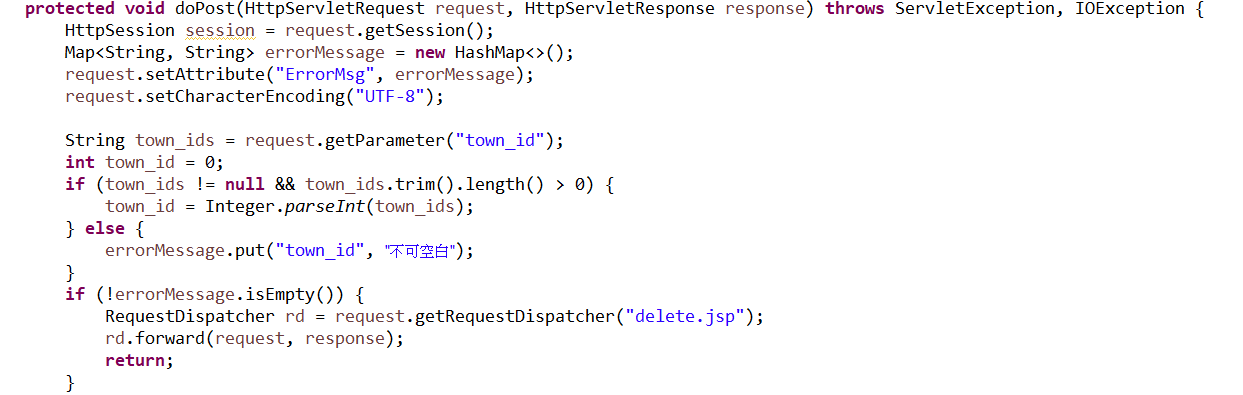 protected void doPost(HttpServletRequest request, HttpServletResponse response) throws ServletException, IOException {
HttpSession session = request.getSession();
Map<String, String> errorMessage = new HashMap<>();
request.setAttribute("ErrorMsg", errorMessage);
request.setCharacterEncoding("UTF-8");
String town_ids = request.getParameter("town_id");
int town_id = 0;
if (town_ids != null && town_ids.trim().length() > 0) {
town_id = Integer.parseInt(town_ids);
} else {
errorMessage.put("town_id", "不可空白");
}
if (!errorMessage.isEmpty()) {
RequestDispatcher rd = request.getRequestDispatcher("delete.jsp");
rd.forward(request, response);
return;
}